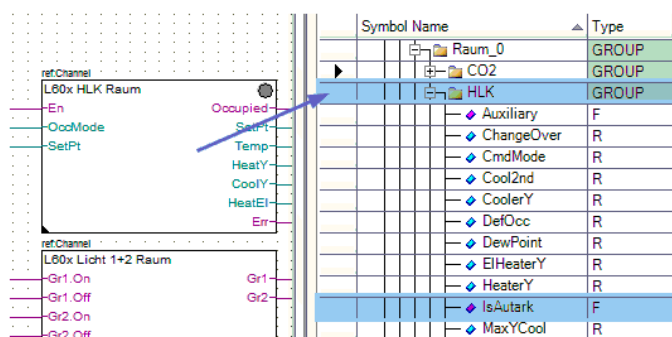 ref:Channel
L60x HLK Raum
En
Occupied
OccMode
SetPt
SetPt
Temp
HeatY
CoolY
HeatEl
Err
ref:Channel
L60x Licht 1+2 Raum
Gr1.On
Gr1
Gr1.Off
Gr2
Gr2.On
Gr2.Off
Symbol Name Type
Raum_0 GROUP
CO2 GROUP
HLK GROUP
Auxiliary F
ChangeOver R
CmdMode R
Cool2nd R
CoolerY R
DefOcc R
DewPoint R
ElHeaterY R
HeaterY R
IsAutark F
MaxYCool R